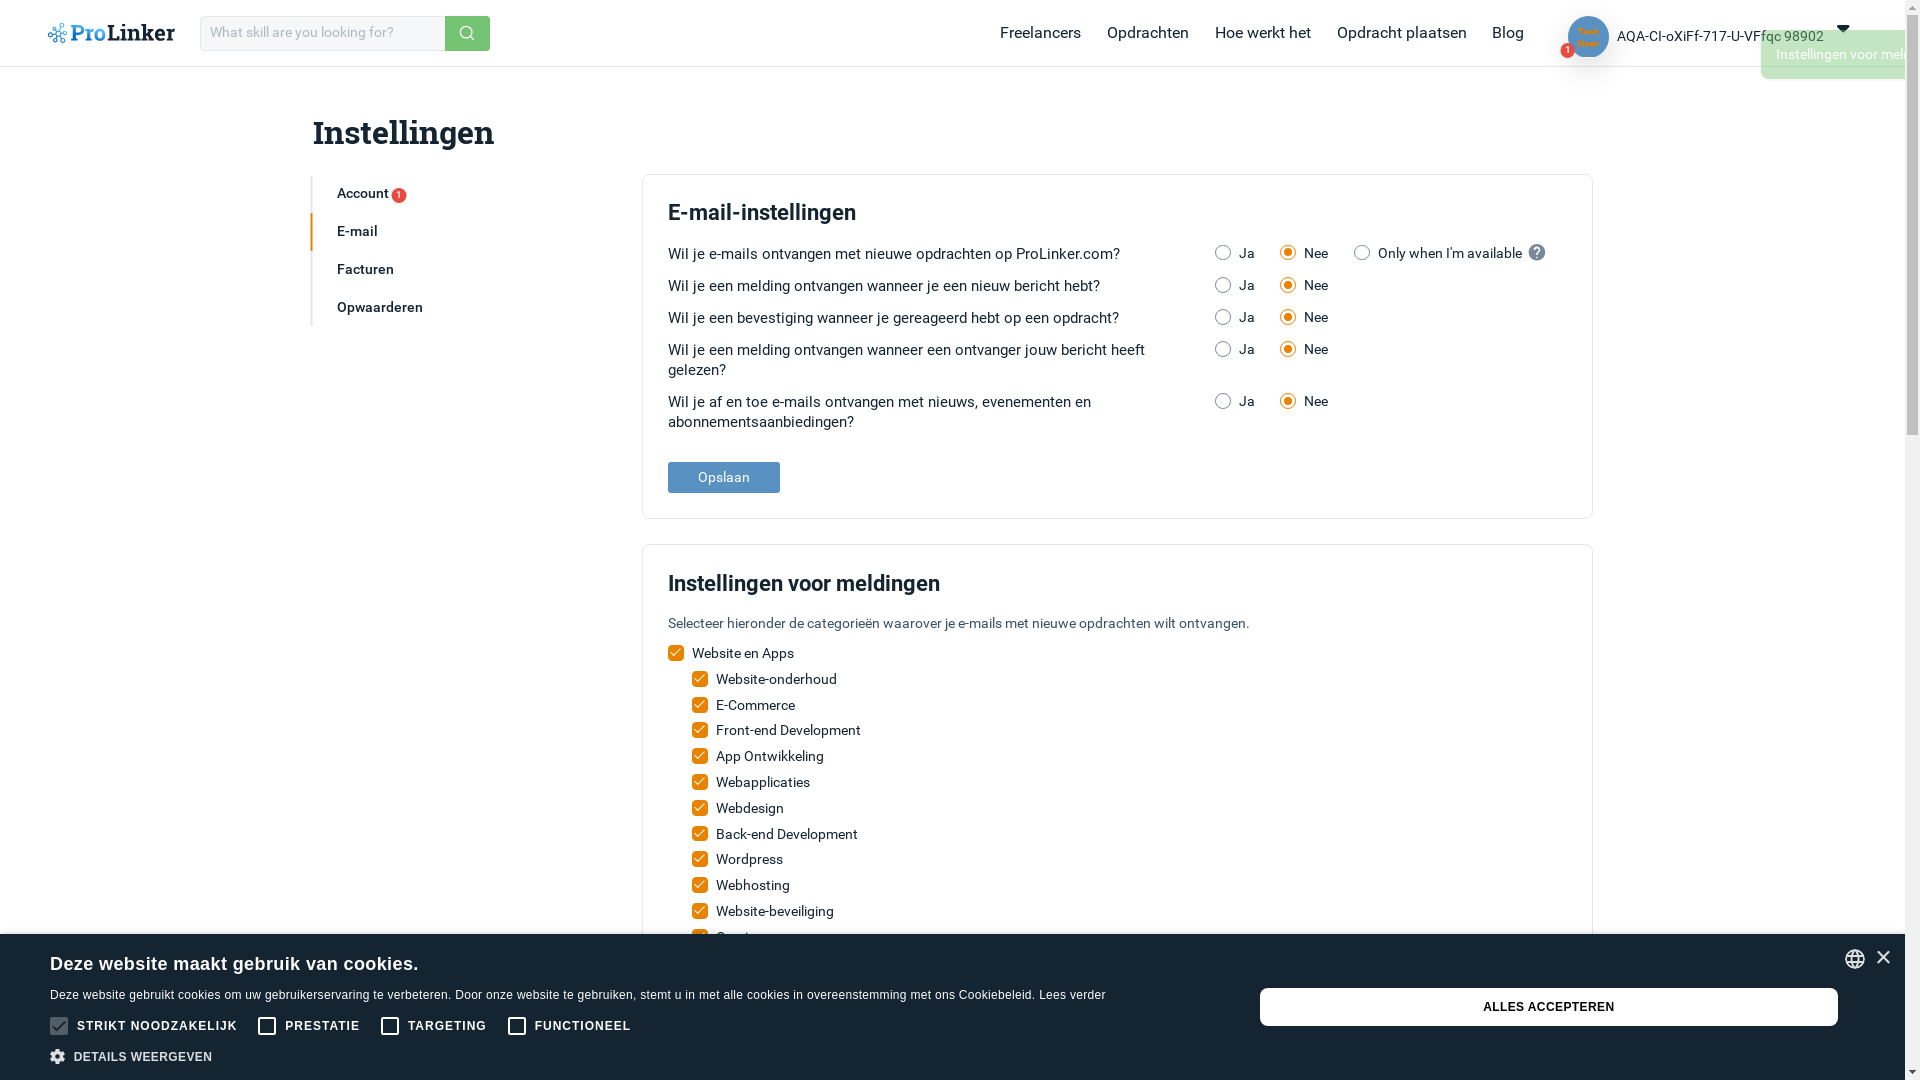 ProLinker
What skill are you looking for?
Freelancers
Opdrachten
Hoe werkt het
Opdracht plaatsen
Blog
1
AQA-CI-oXiFf-717-U-VFfqc 98902
Instellingen voor
Instellingen
Account 1
E-mail
Facturen
Opwaarderen
E-mail-instellingen
Wil je e-mails ontvangen met nieuwe opdrachten op ProLinker.com? Ja Nee Only when I'm available ?
Wil je een melding ontvangen wanneer je een nieuw bericht hebt? Ja Nee
Wil je een bevestiging wanneer je gereageerd hebt op een opdracht? Ja Nee
Wil je een melding ontvangen wanneer een ontvanger jouw bericht heeft Ja Nee
gelezen?
Wil je af en toe e-mails ontvangen met nieuws, evenementen en Ja Nee
abonnementsaanbiedingen?
Opslaan
Instellingen voor meldingen
Selecteer hieronder de categorieën waarover je e-mails met nieuwe opdrachten wilt ontvangen.
Website en Apps
Website-onderhoud
E-Commerce
Front-end Development
App Ontwikkeling
Webapplicaties
Webdesign
Back-end Development
Wordpress
Webhosting
Website-beveiliging
Deze website maakt gebruik van cookies.
Deze website gebruikt cookies om uw gebruikerservaring te verbeteren. Door onze website te gebruiken, stemt u in met alle cookies in overeenstemming met ons Cookiebeleid. Lees verder
STRIKT NOODZAKELIJK
PRESTATIE
TARGETING
FUNCTIONEEL
DETAILS WEERGEVEN
ALLES ACCEPTEREN